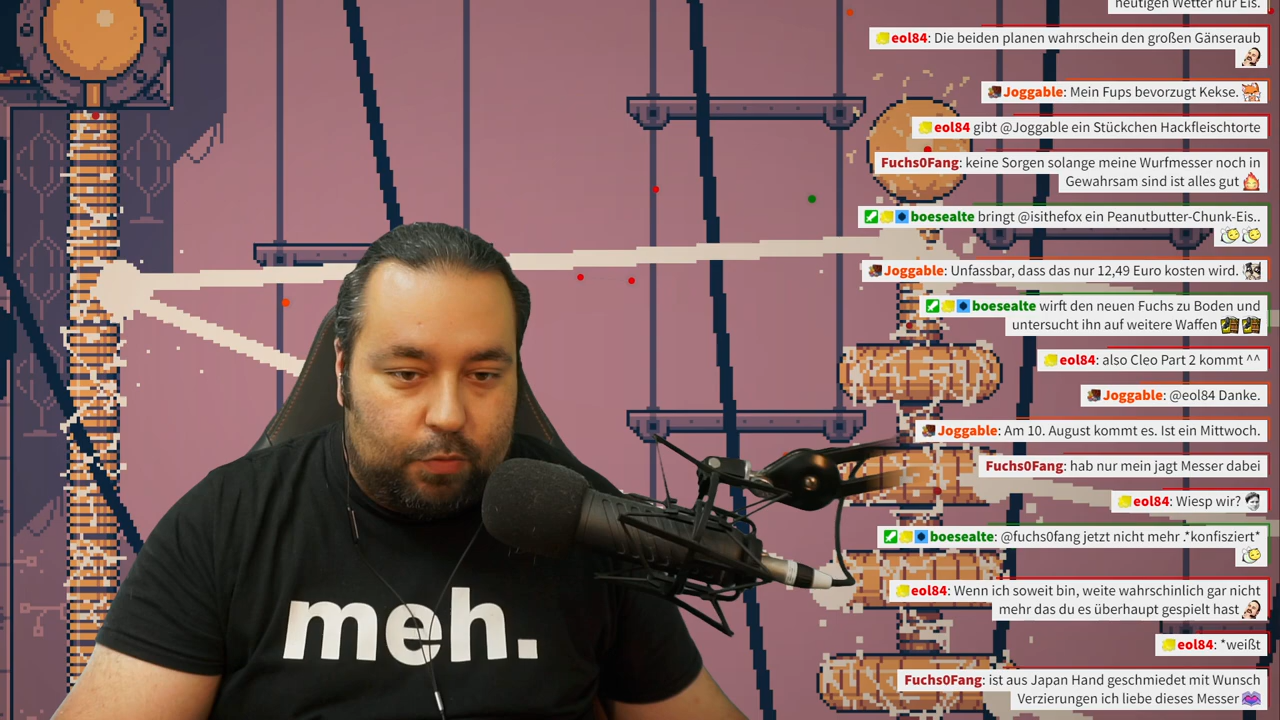 heutigen Wetter nur Eis.
eol84: Die beiden planen wahrschein den großen Gänseraub
Joggable: Mein Fups bevorzugt Kekse.
eol84 gibt @Joggable ein Stückchen Hackfleischtorte
Fuchs0Fang: keine Sorgen solange meine Wurfmesser noch in
Gewahrsam sind ist alles gut
boesealte bringt @isithefox ein Peanutbutter-Chunk-Eis..
Joggable: Unfassbar, dass das nur 12,49 Euro kosten wird.
boesealte wirft den neuen Fuchs zu Boden und
untersucht ihn auf weitere Waffen
eol84: also Cleo Part 2 kommt ^^
Joggable: @eol84 Danke.
Joggable: Am 10. August kommt es. Ist ein Mittwoch.
Fuchs0Fang: hab nur mein jagt Messer dabei
eol84: Wiesp wir?
boesealte: @fuchs0fang jetzt nicht mehr .*konfisziert*
eol84: Wenn ich soweit bin, weite wahrschinlich gar nicht
mehr das du es überhaupt gespielt hast
eol84: *weißt
Fuchs0Fang: ist aus Japan Hand geschmiedet mit Wunsch
Verzierungen ich liebe dieses Messer
meh.